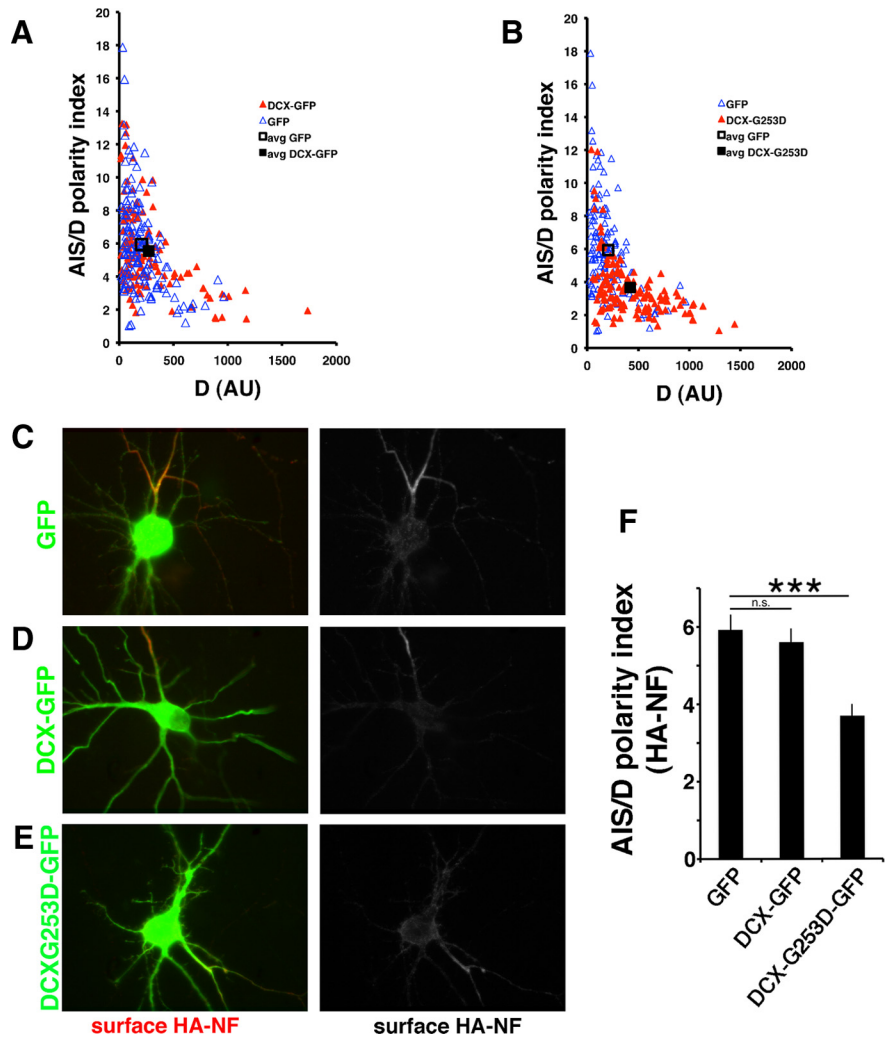 A
AIS/D polarity index
20
18
16
14
12
10
8
6
4
2
0
0 500 1000 1500 2000
D (AU)
DCX-GFP
GFP
avg GFP
avg DCX-GFP
B
AIS/D polarity index
20
18
16
14
12
10
8
6
4
2
0
0 500 1000 1500 2000
D (AU)
GFP
DCX-G253D
avg GFP
avg DCX-G253D
C
GFP
D
DCX-GFP
E
DCXG253D-GFP
surface HA-NF
surface HA-NF
F
AIS/D polarity index
(HA-NF)
6
4
2
0
***
n.s.
GFP
DCX-GFP
DCX-G253D-GFP